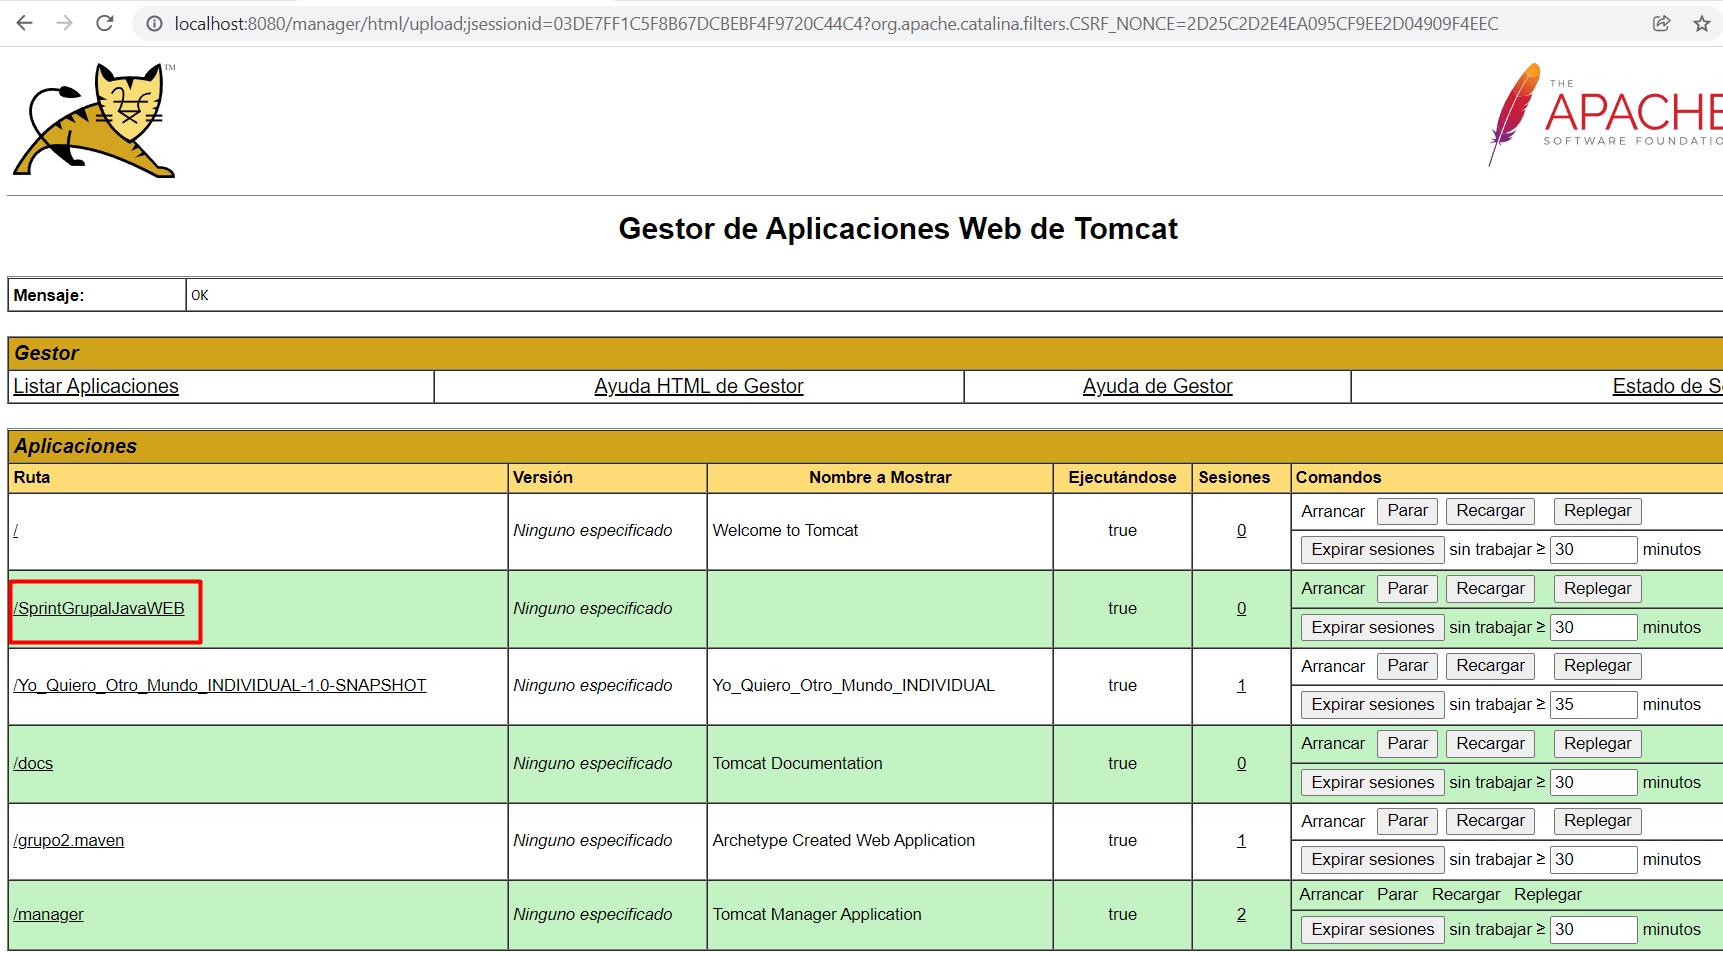 localhost:8080/manager/html/upload;jsessionid=03DE7FF1C5F8B67DCBEBF4F9720C44C4?org.apache.catalina.filters.CSRF_NONCE=2D25C2D2E4EA095CF9EE2D04909F4EEC
TM
THE
APACHE
SOFTWARE FOUNDATIO
Gestor de Aplicaciones Web de Tomcat
Mensaje: OK
Gestor
Listar Aplicaciones Ayuda HTML de Gestor Ayuda de Gestor Estado de S
Aplicaciones
Ruta Versión Nombre a Mostrar Ejecutándose Sesiones Comandos
/ Ninguno especificado Welcome to Tomcat true 0 Arrancar Parar Recargar Replegar
Expirar sesiones sin trabajar ≥ 30 minutos
/SprintGrupalJavaWEB Ninguno especificado true 0 Arrancar Parar Recargar Replegar
Expirar sesiones sin trabajar ≥ 30 minutos
/Yo_Quiero_Otro_Mundo_INDIVIDUAL-1.0-SNAPSHOT Ninguno especificado Yo_Quiero_Otro_Mundo_INDIVIDUAL true 1 Arrancar Parar Recargar Replegar
Expirar sesiones sin trabajar ≥ 35 minutos
/docs Ninguno especificado Tomcat Documentation true 0 Arrancar Parar Recargar Replegar
Expirar sesiones sin trabajar ≥ 30 minutos
/grupo2.maven Ninguno especificado Archetype Created Web Application true 1 Arrancar Parar Recargar Replegar
Expirar sesiones sin trabajar ≥ 30 minutos
/manager Ninguno especificado Tomcat Manager Application true 2 Arrancar Parar Recargar Replegar
Expirar sesiones sin trabajar ≥ 30 minutos